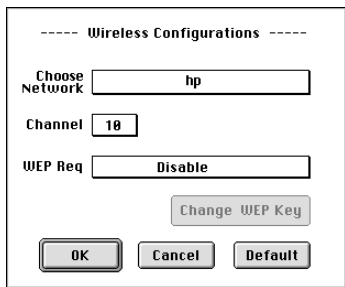 ----- Wireless Configurations -----
Choose Network hp
Channel 10
WEP Req Disable
Change WEP Key
OK Cancel Default